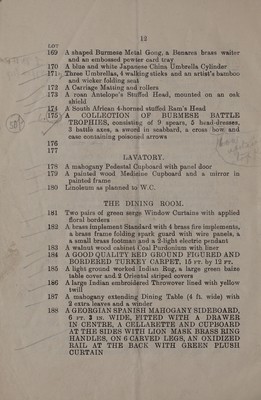 13
LOT
169 A shaped Burmese Metal Gong, a Benares brass waiter
and an embossed pewter card tray
170 A blue and white Japanese China Umbrella Cylinder
171 Three Umbrellas, 4 walking sticks and an artist's bamboo
and wicker folding seat
172 A Carriage Matting and rollers
173 A roan Antelope's Stuffed Head, mounted on an oak
shield
174 A South African 4-horned stuffed Ram's Head
175 A COLLECTION OF BURMESE BATTLE
TROPHIES, consisting of 9 spears, 5 head-dresses,
3 battle axes, a sword in scabbard, a cross bow and
case containing poisoned arrows
176
177
LAVATORY.
178 A mahogany Pedestal Cupboard with panel door
179 A painted wood Medicine Cupboard and a mirror in
painted frame
180 Linoleum as planned to W.C.
THE DINING ROOM.
181 Two pairs of green serge Window Curtains with applied
floral borders
182 A brass implement Standard with 4 brass fire implements,
a brass frame folding spark guard with wire panels, a
small brass footman and a 2-light electric pendant
183 A walnut wood cabinet Coal Purdonium with liner
184 A GOOD QUALITY RED GROUND FIGURED AND
BORDERED TURKEY CARPET, 15 FT. by 12 FT.
185 A light ground worked Indian Rug, a large green baize
table cover and 2 Oriental striped covers
186 A large Indian embroidered Throwover lined with yellow
twill
187 A mahogany extending Dining Table (4 ft. wide) with
2 extra leaves and a winder
188 A GEORGIAN SPANISH MAHOGANY SIDEBOARD,
6 FT. 3 IN. WIDE, FITTED WITH A DRAWER
IN CENTRE, A CELLARETTE AND CUPBOARD
AT THE SIDES WITH LION MASK BRASS RING
HANDLES, ON 6 CARVED LEGS, AN OXIDIZED
RAIL AT THE BACK WITH GREEN PLUSH
CURTAIN